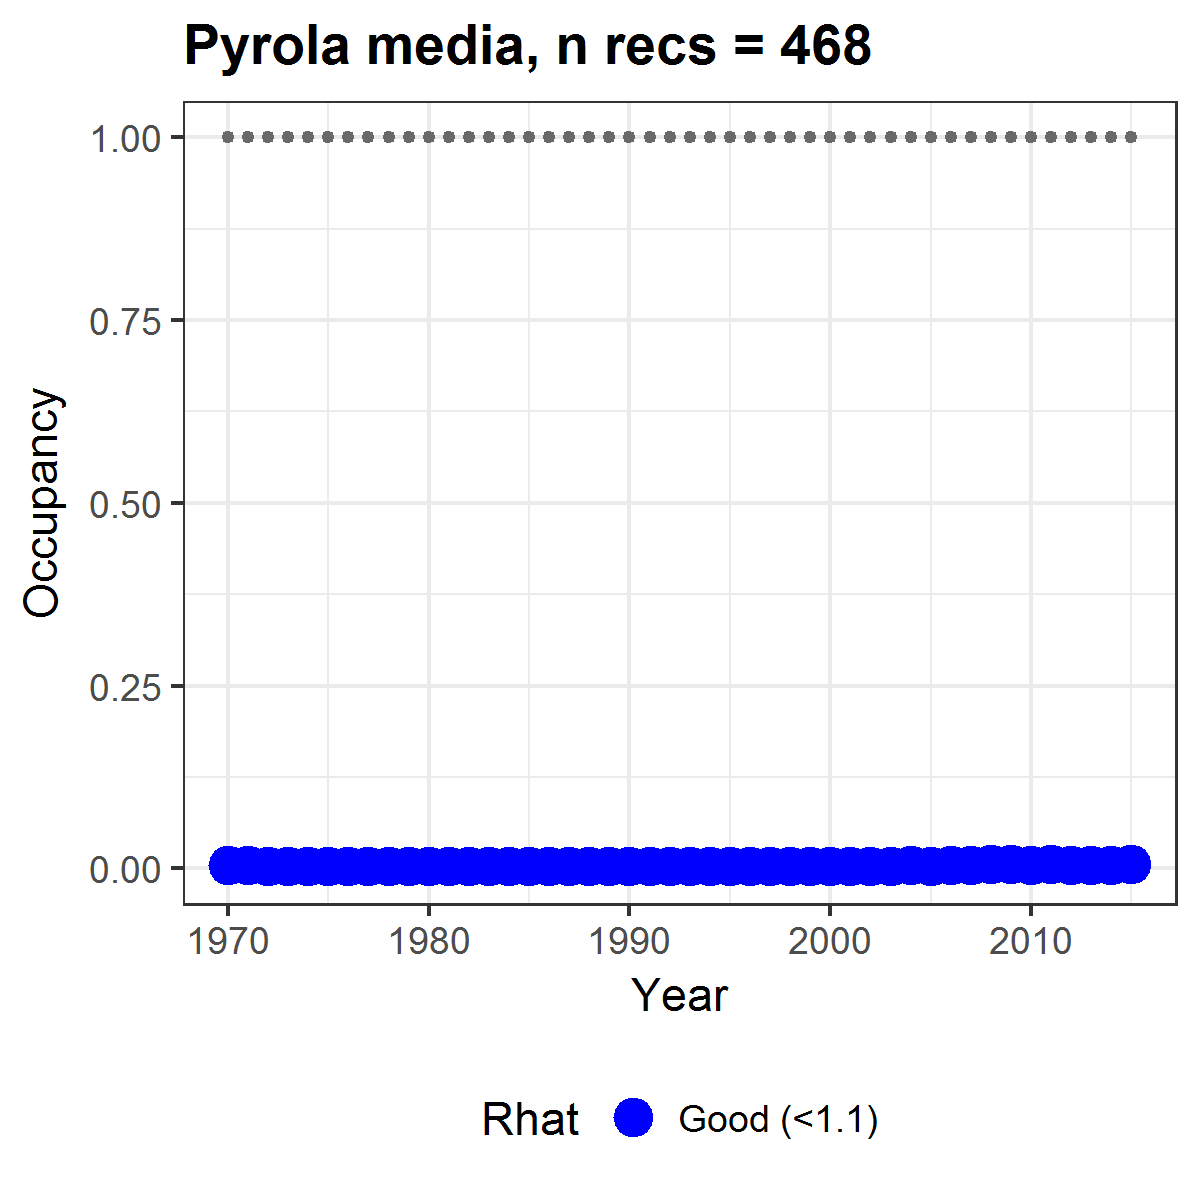 Pyrola media, n recs = 468
1.00
0.75
0.50
0.25
0.00
Occupancy
1970 1980 1990 2000 2010
Year
Rhat Good (<1.1)